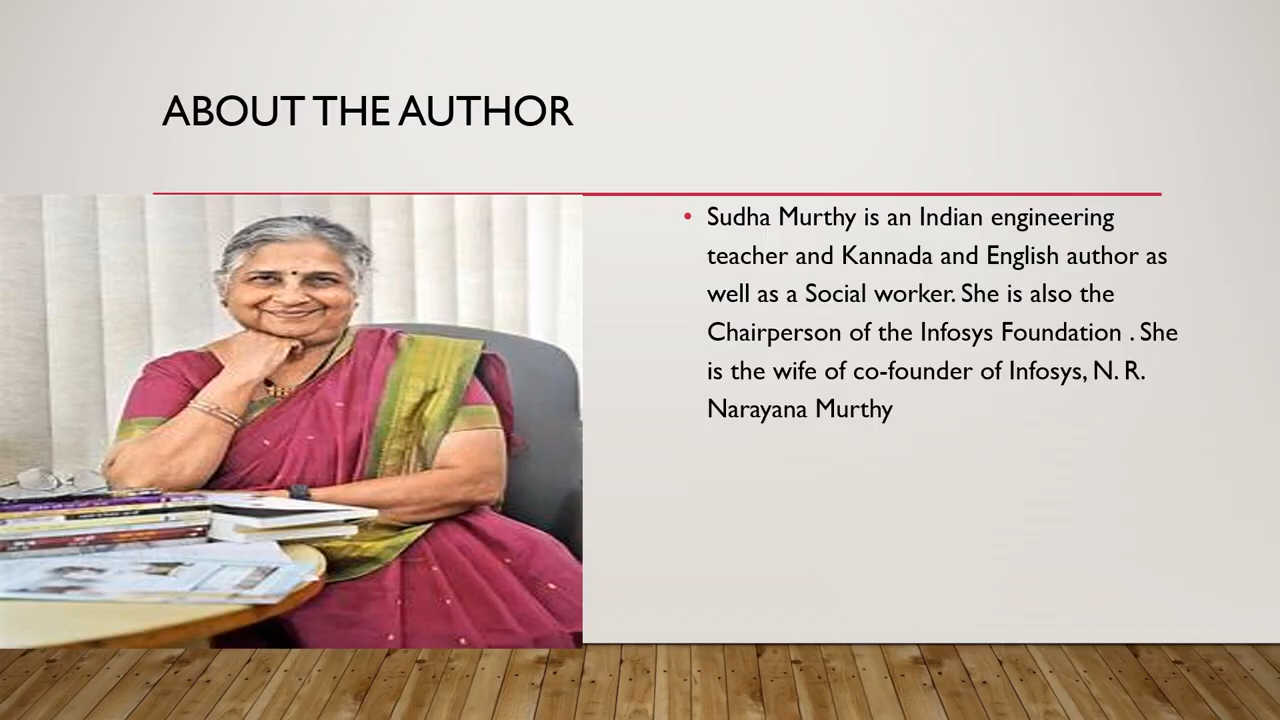 ABOUT THE AUTHOR
• Sudha Murthy is an Indian engineering
teacher and Kannada and English author as
well as a Social worker. She is also the
Chairperson of the Infosys Foundation . She
is the wife of co-founder of Infosys, N. R.
Narayana Murthy